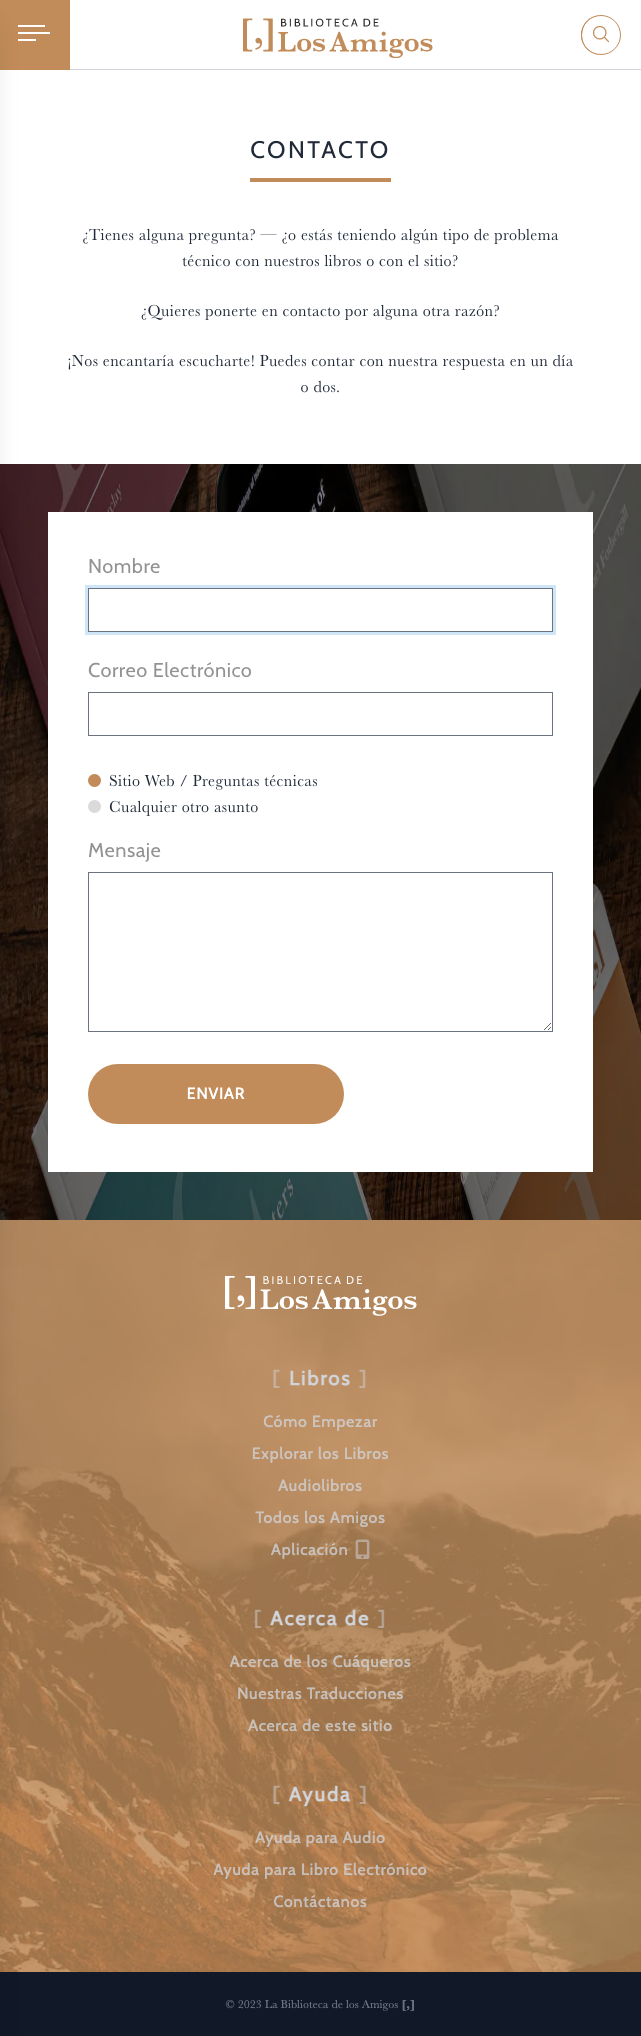 BIBLIOTECA DE
[,] Los Amigos
CONTACTO
¿Tienes alguna pregunta? — ¿o estás teniendo algún tipo de problema
técnico con nuestros libros o con el sitio?
¿Quieres ponerte en contacto por alguna otra razón?
¡Nos encantaría escucharte! Puedes contar con nuestra respuesta en un día
o dos.
Nombre
Correo Electrónico
Sitio Web / Preguntas técnicas
Cualquier otro asunto
Mensaje
ENVIAR
BIBLIOTECA DE
[,] Los Amigos
[ Libros ]
Cómo Empezar
Explorar los Libros
Audiolibros
Todos los Amigos
Aplicación
[ Acerca de ]
Acerca de los Cuáqueros
Nuestras Traducciones
Acerca de este sitio
[ Ayuda ]
Ayuda para Audio
Ayuda para Libro Electrónico
Contáctanos
© 2023 La Biblioteca de los Amigos [,]